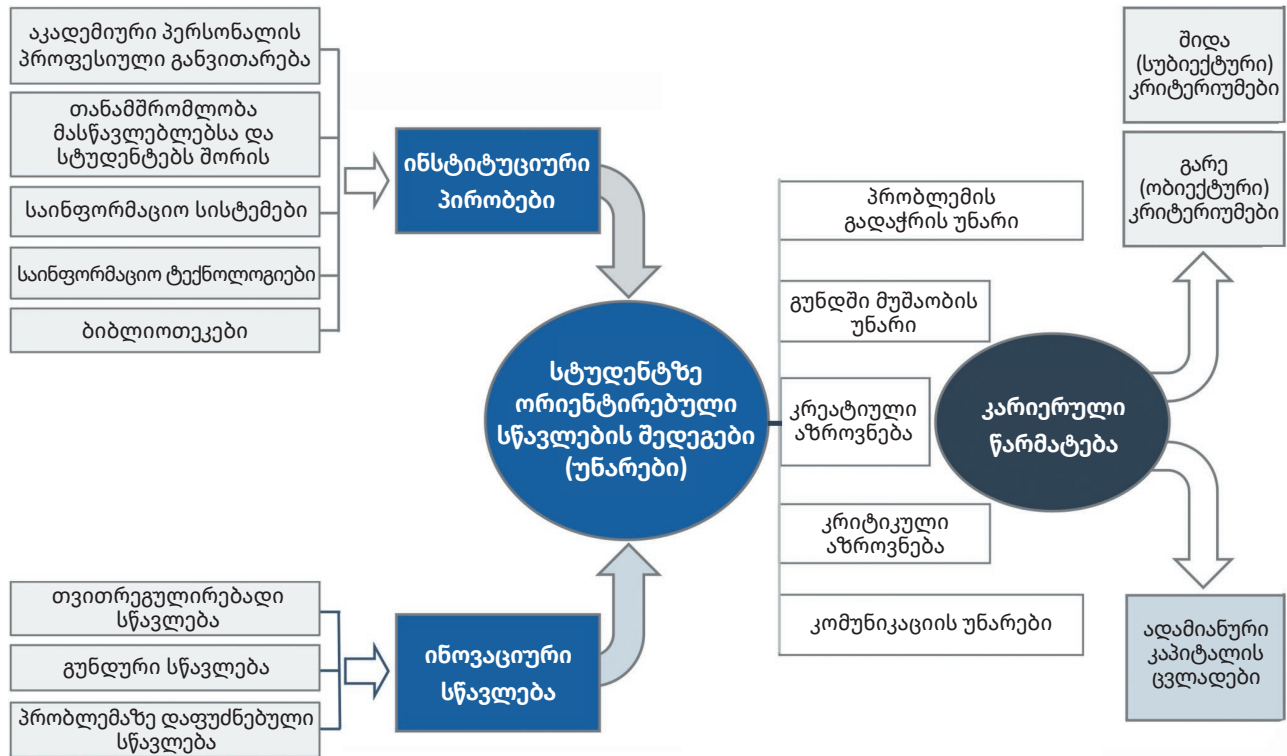 აკადემიური პერსონალის
პროფესიული განვითარება
თანამშრომლობა
მასწავლებლებსა და
სტუდენტებს შორის
საინფორმაციო სისტემები
საინფორმაციო ტექნოლოგიები
ბიბლიოთეკები
ინსტიტუციური
პირობები
თვითრეგულირებადი
სწავლება
გუნდური სწავლება
პრობლემაზე დაფუძნებული
სწავლება
ინოვაციური
სწავლება
სტუდენტზე
ორიენტირებული
სწავლების შედეგები
(უნარები)
პრობლემის
გადაჭრის უნარი
გუნდში მუშაობის
უნარი
კრეატიული
აზროვნება
კრიტიკული
აზროვნება
კომუნიკაციის უნარები
კარიერული
წარმატება
შიდა
(სუბიექტური)
კრიტერიუმები
გარე
(ობიექტური)
კრიტერიუმები
ადამიანური
კაპიტალის
ცვლადები